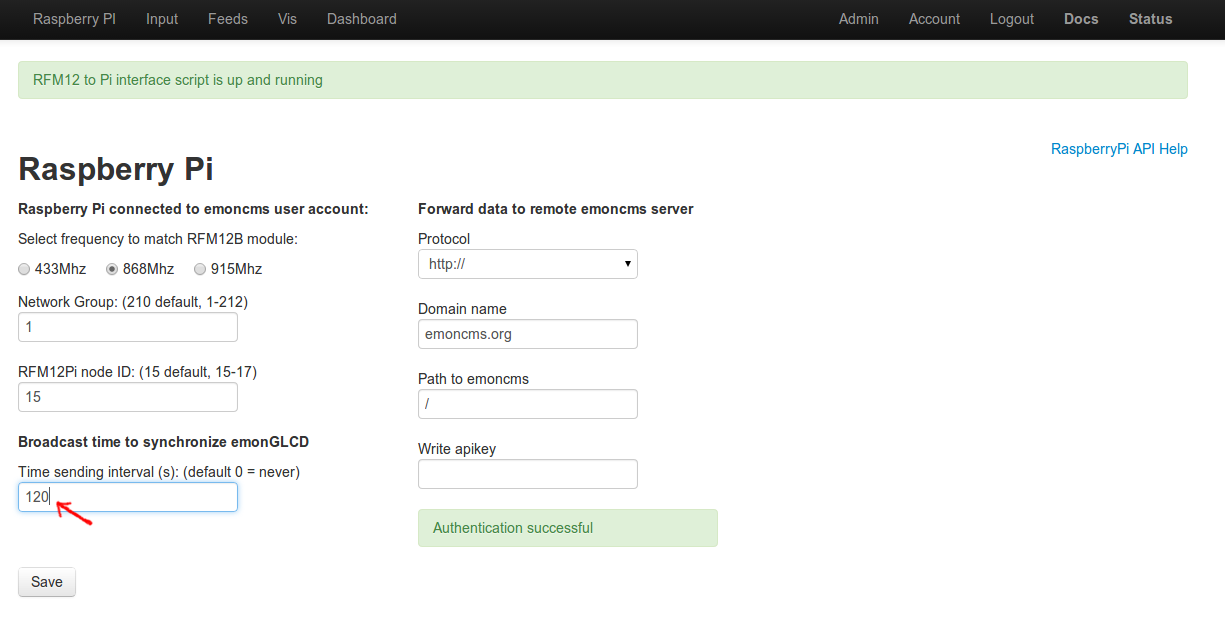 Raspberry PI Input Feeds Vis Dashboard Admin Account Logout Docs Status
RFM12 to Pi interface script is up and running
RaspberryPi API Help
Raspberry Pi
Raspberry Pi connected to emoncms user account:
Select frequency to match RFM12B module:
433Mhz 868Mhz 915Mhz
Network Group: (210 default, 1-212)
1
RFM12Pi node ID: (15 default, 15-17)
15
Broadcast time to synchronize emonGLCD
Time sending interval (s): (default 0 = never)
120
Save
Forward data to remote emoncms server
Protocol
http://
Domain name
emoncms.org
Path to emoncms
/
Write apikey
Authentication successful